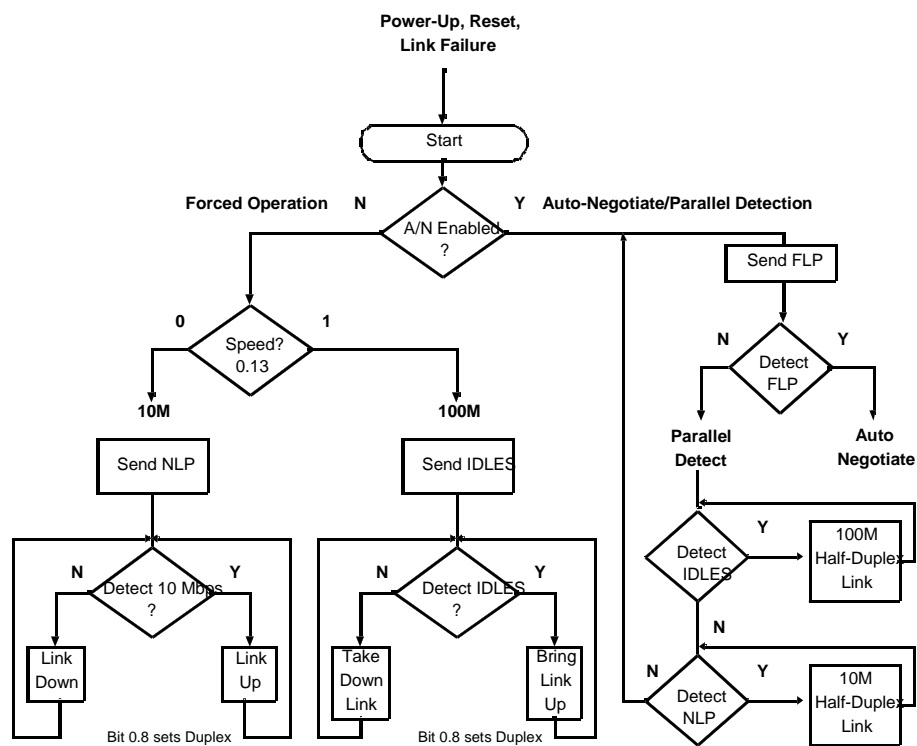 Power-Up, Reset,
Link Failure
Start
Forced Operation N
Y Auto-Negotiate/Parallel Detection
A/N Enabled
?
Send FLP
0
1
Speed?
0.13
N
Y
Detect
FLP
10M
100M
Parallel
Detect
Auto
Negotiate
Send NLP
Send IDLES
N
Y
Detect 10 Mbps
?
N
Y
Detect IDLES
?
Detect
IDLES
Y
100M
Half-Duplex
Link
N
Link
Down
Link
Up
Take
Down
Link
Bring
Link
Up
N
Y
Detect
NLP
10M
Half-Duplex
Link
Bit 0.8 sets Duplex
Bit 0.8 sets Duplex